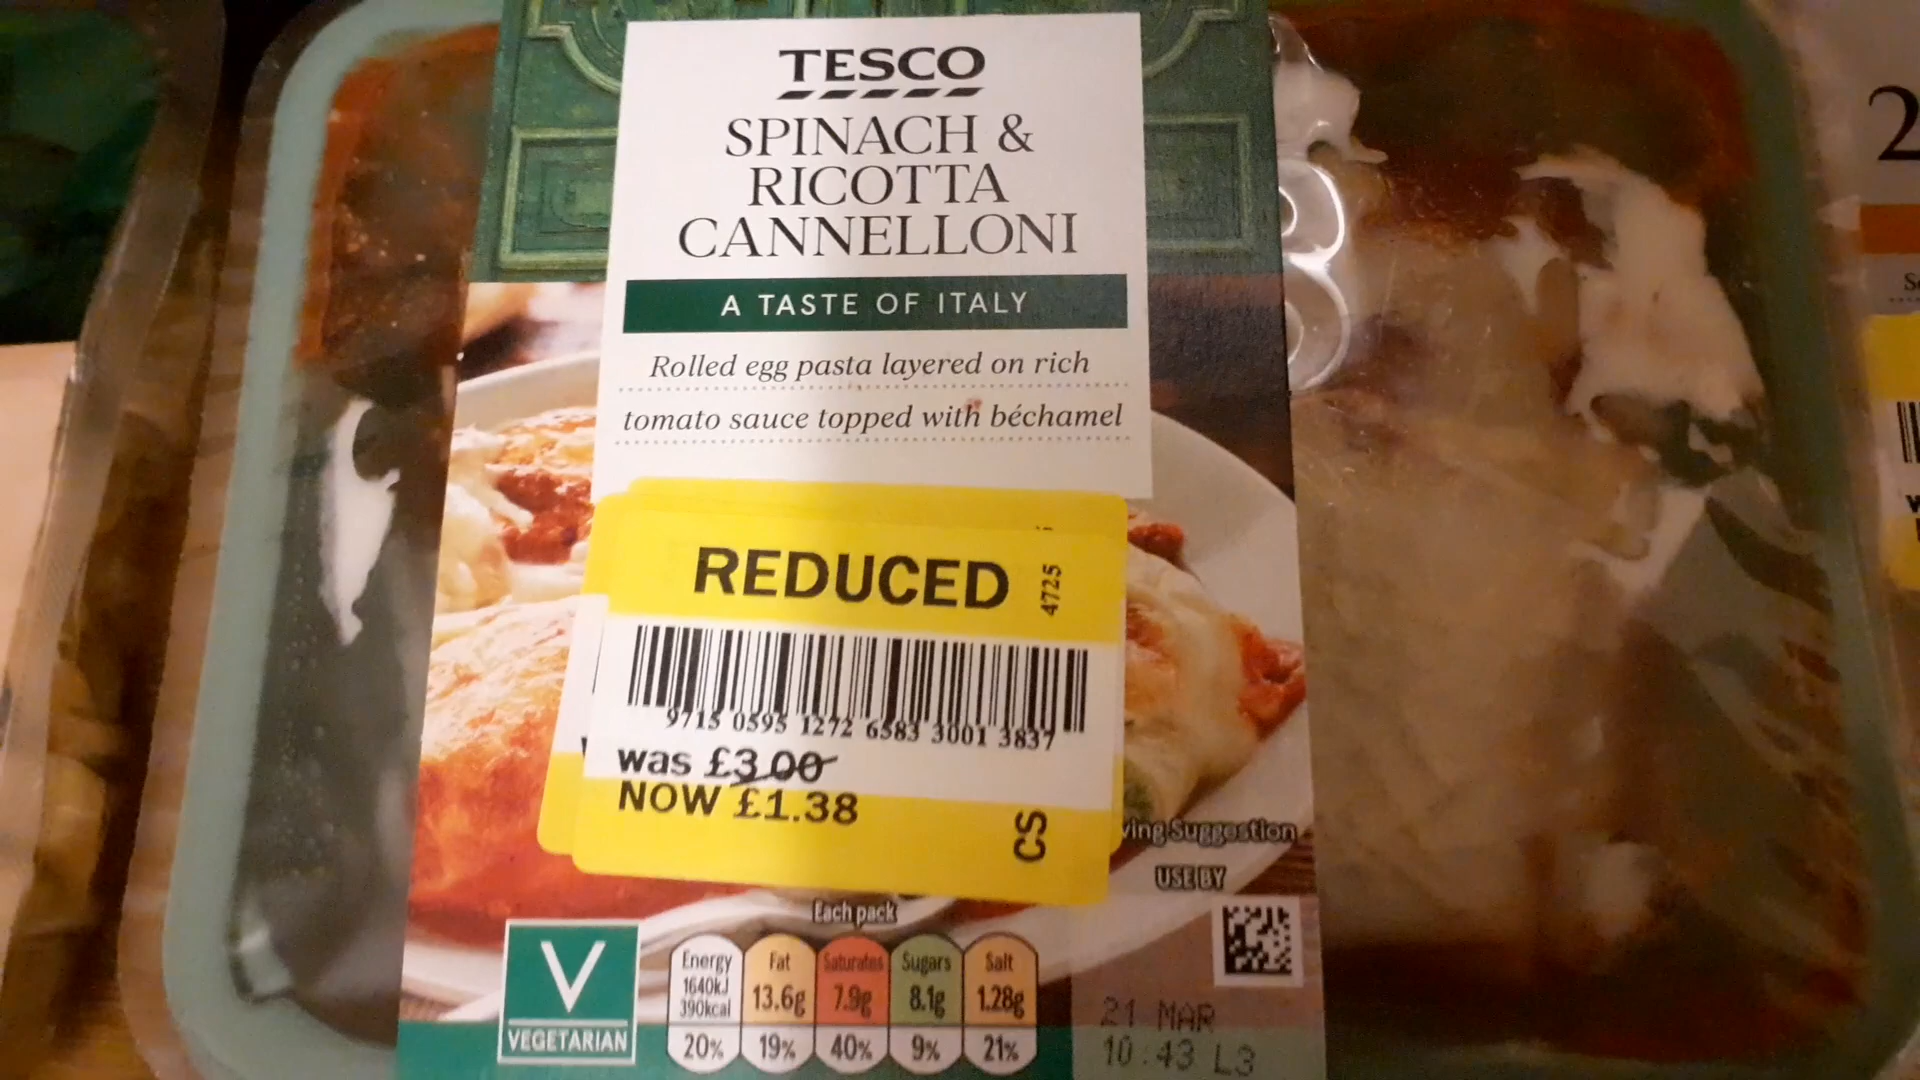 TESCO
SPINACH &
RICOTTA
CANNELLONI
A TASTE OF ITALY
Rolled egg pasta layered on rich
tomato sauce topped with béchamel
REDUCED
4725
9715 0595 1272 6583 3001 3837
was £3.00
NOW £1.38
CS
ving Suggestion
USE BY
Each pack
Energy
1640kJ
390kcal
20%
Fat
13.6g
19%
Saturates
7.9g
40%
Sugars
8.1g
9%
Salt
1.28g
21%
V
VEGETARIAN
21 MAR
10:43 L3
2